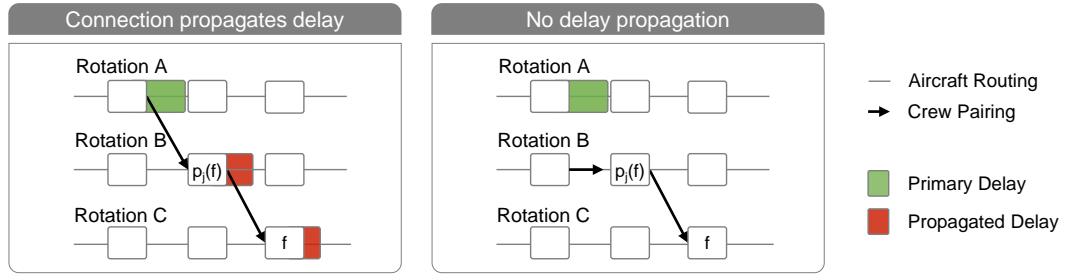 Connection propagates delay
Rotation A
Rotation B
p_j(f)
Rotation C
f
No delay propagation
Rotation A
Rotation B
p_j(f)
Rotation C
f
Aircraft Routing
Crew Pairing
Primary Delay
Propagated Delay